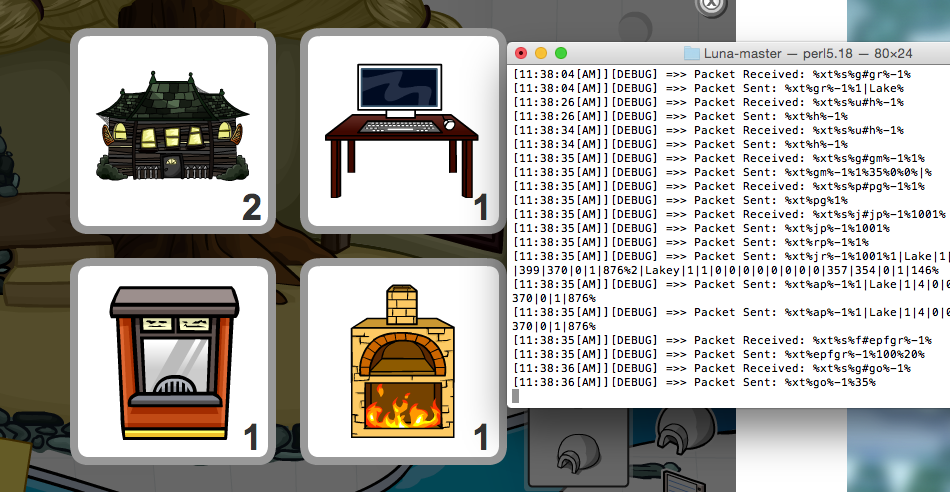 2
1
1
1
Luna-master — perl5.18 — 80×24
[11:38:04[AM]][DEBUG] =>> Packet Received: %xt%s%g#gr%-1%
[11:38:04[AM]][DEBUG] =>> Packet Sent: %xt%gr%-1%1|Lake%
[11:38:26[AM]][DEBUG] =>> Packet Received: %xt%s%u#h%-1%
[11:38:26[AM]][DEBUG] =>> Packet Sent: %xt%h%-1%
[11:38:34[AM]][DEBUG] =>> Packet Received: %xt%s%u#h%-1%
[11:38:34[AM]][DEBUG] =>> Packet Sent: %xt%h%-1%
[11:38:35[AM]][DEBUG] =>> Packet Received: %xt%s%g#gm%-1%1%
[11:38:35[AM]][DEBUG] =>> Packet Sent: %xt%gm%-1%1%35%0%0%|%
[11:38:35[AM]][DEBUG] =>> Packet Received: %xt%s%p#pg%-1%1%
[11:38:35[AM]][DEBUG] =>> Packet Sent: %xt%pg%1%
[11:38:35[AM]][DEBUG] =>> Packet Received: %xt%s%j#jp%-1%1001%
[11:38:35[AM]][DEBUG] =>> Packet Sent: %xt%jp%-1%1001%
[11:38:35[AM]][DEBUG] =>> Packet Sent: %xt%rp%-1%1%
[11:38:35[AM]][DEBUG] =>> Packet Sent: %xt%jr%-1%1001%1|Lake|1|
|399|370|0|1|876%2|Lakey|1|1|0|0|0|0|0|0|0|0|357|354|0|1|146%
[11:38:35[AM]][DEBUG] =>> Packet Sent: %xt%ap%-1%1|Lake|1|4|0|0
370|0|1|876%
[11:38:35[AM]][DEBUG] =>> Packet Sent: %xt%ap%-1%1|Lake|1|4|0|0
370|0|1|876%
[11:38:35[AM]][DEBUG] =>> Packet Received: %xt%s%f#epfgr%-1%
[11:38:35[AM]][DEBUG] =>> Packet Sent: %xt%epfgr%-1%100%20%
[11:38:36[AM]][DEBUG] =>> Packet Received: %xt%s%g#go%-1%
[11:38:36[AM]][DEBUG] =>> Packet Sent: %xt%go%-1%35%